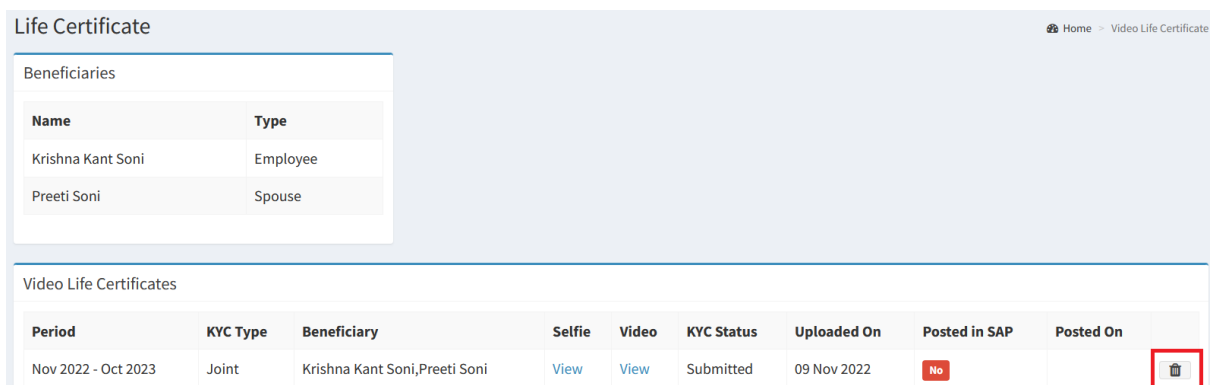 Life Certificate
Home > Video Life Certificate
Beneficiaries
Name Type
Krishna Kant Soni Employee
Preeti Soni Spouse
Video Life Certificates
Period KYC Type Beneficiary Selfie Video KYC Status Uploaded On Posted in SAP Posted On
Nov 2022 - Oct 2023 Joint Krishna Kant Soni,Preeti Soni View View Submitted 09 Nov 2022 No